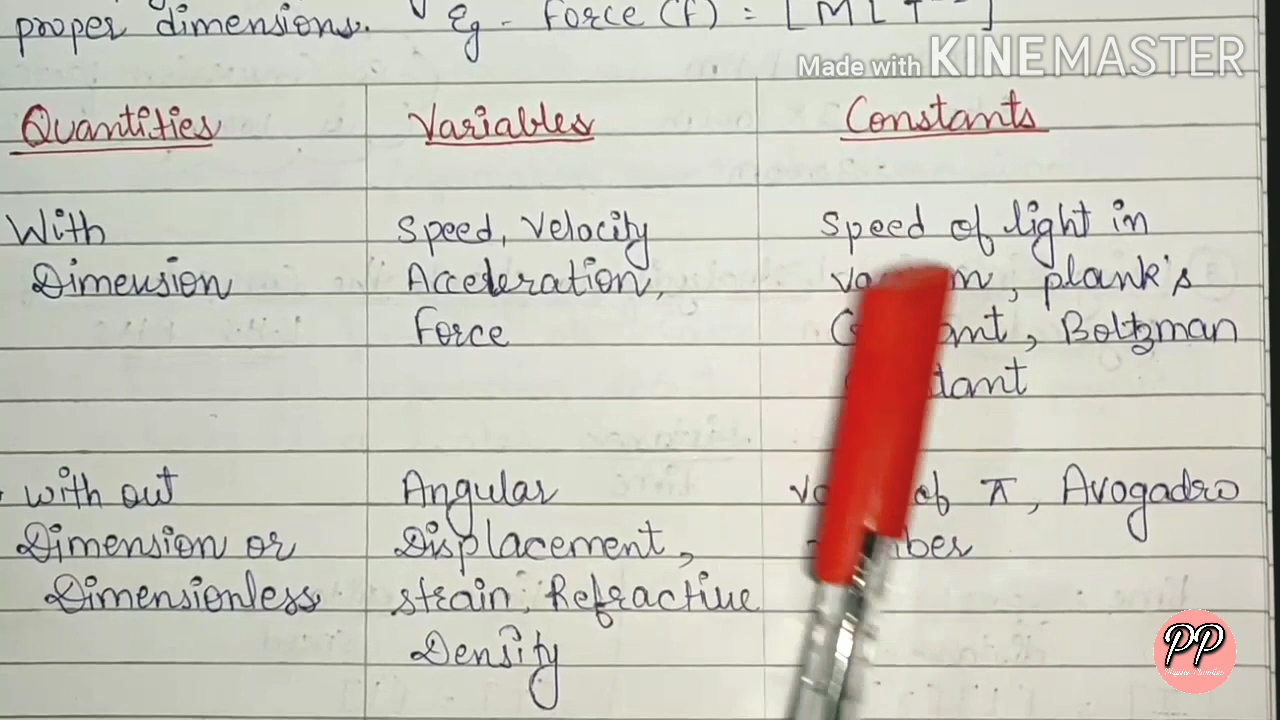 proper dimensions. Eg - Force (f) = [ M L T
Made with KINEMASTER
Quantities Variables Constants
With Speed, Velocity Speed of light in
Dimension Acceleration, plank's
Force Boltzman
with out Angular of π, Avogadro
Dimension or Displacement,
Dimensionless strain, Refractive
Density
PP